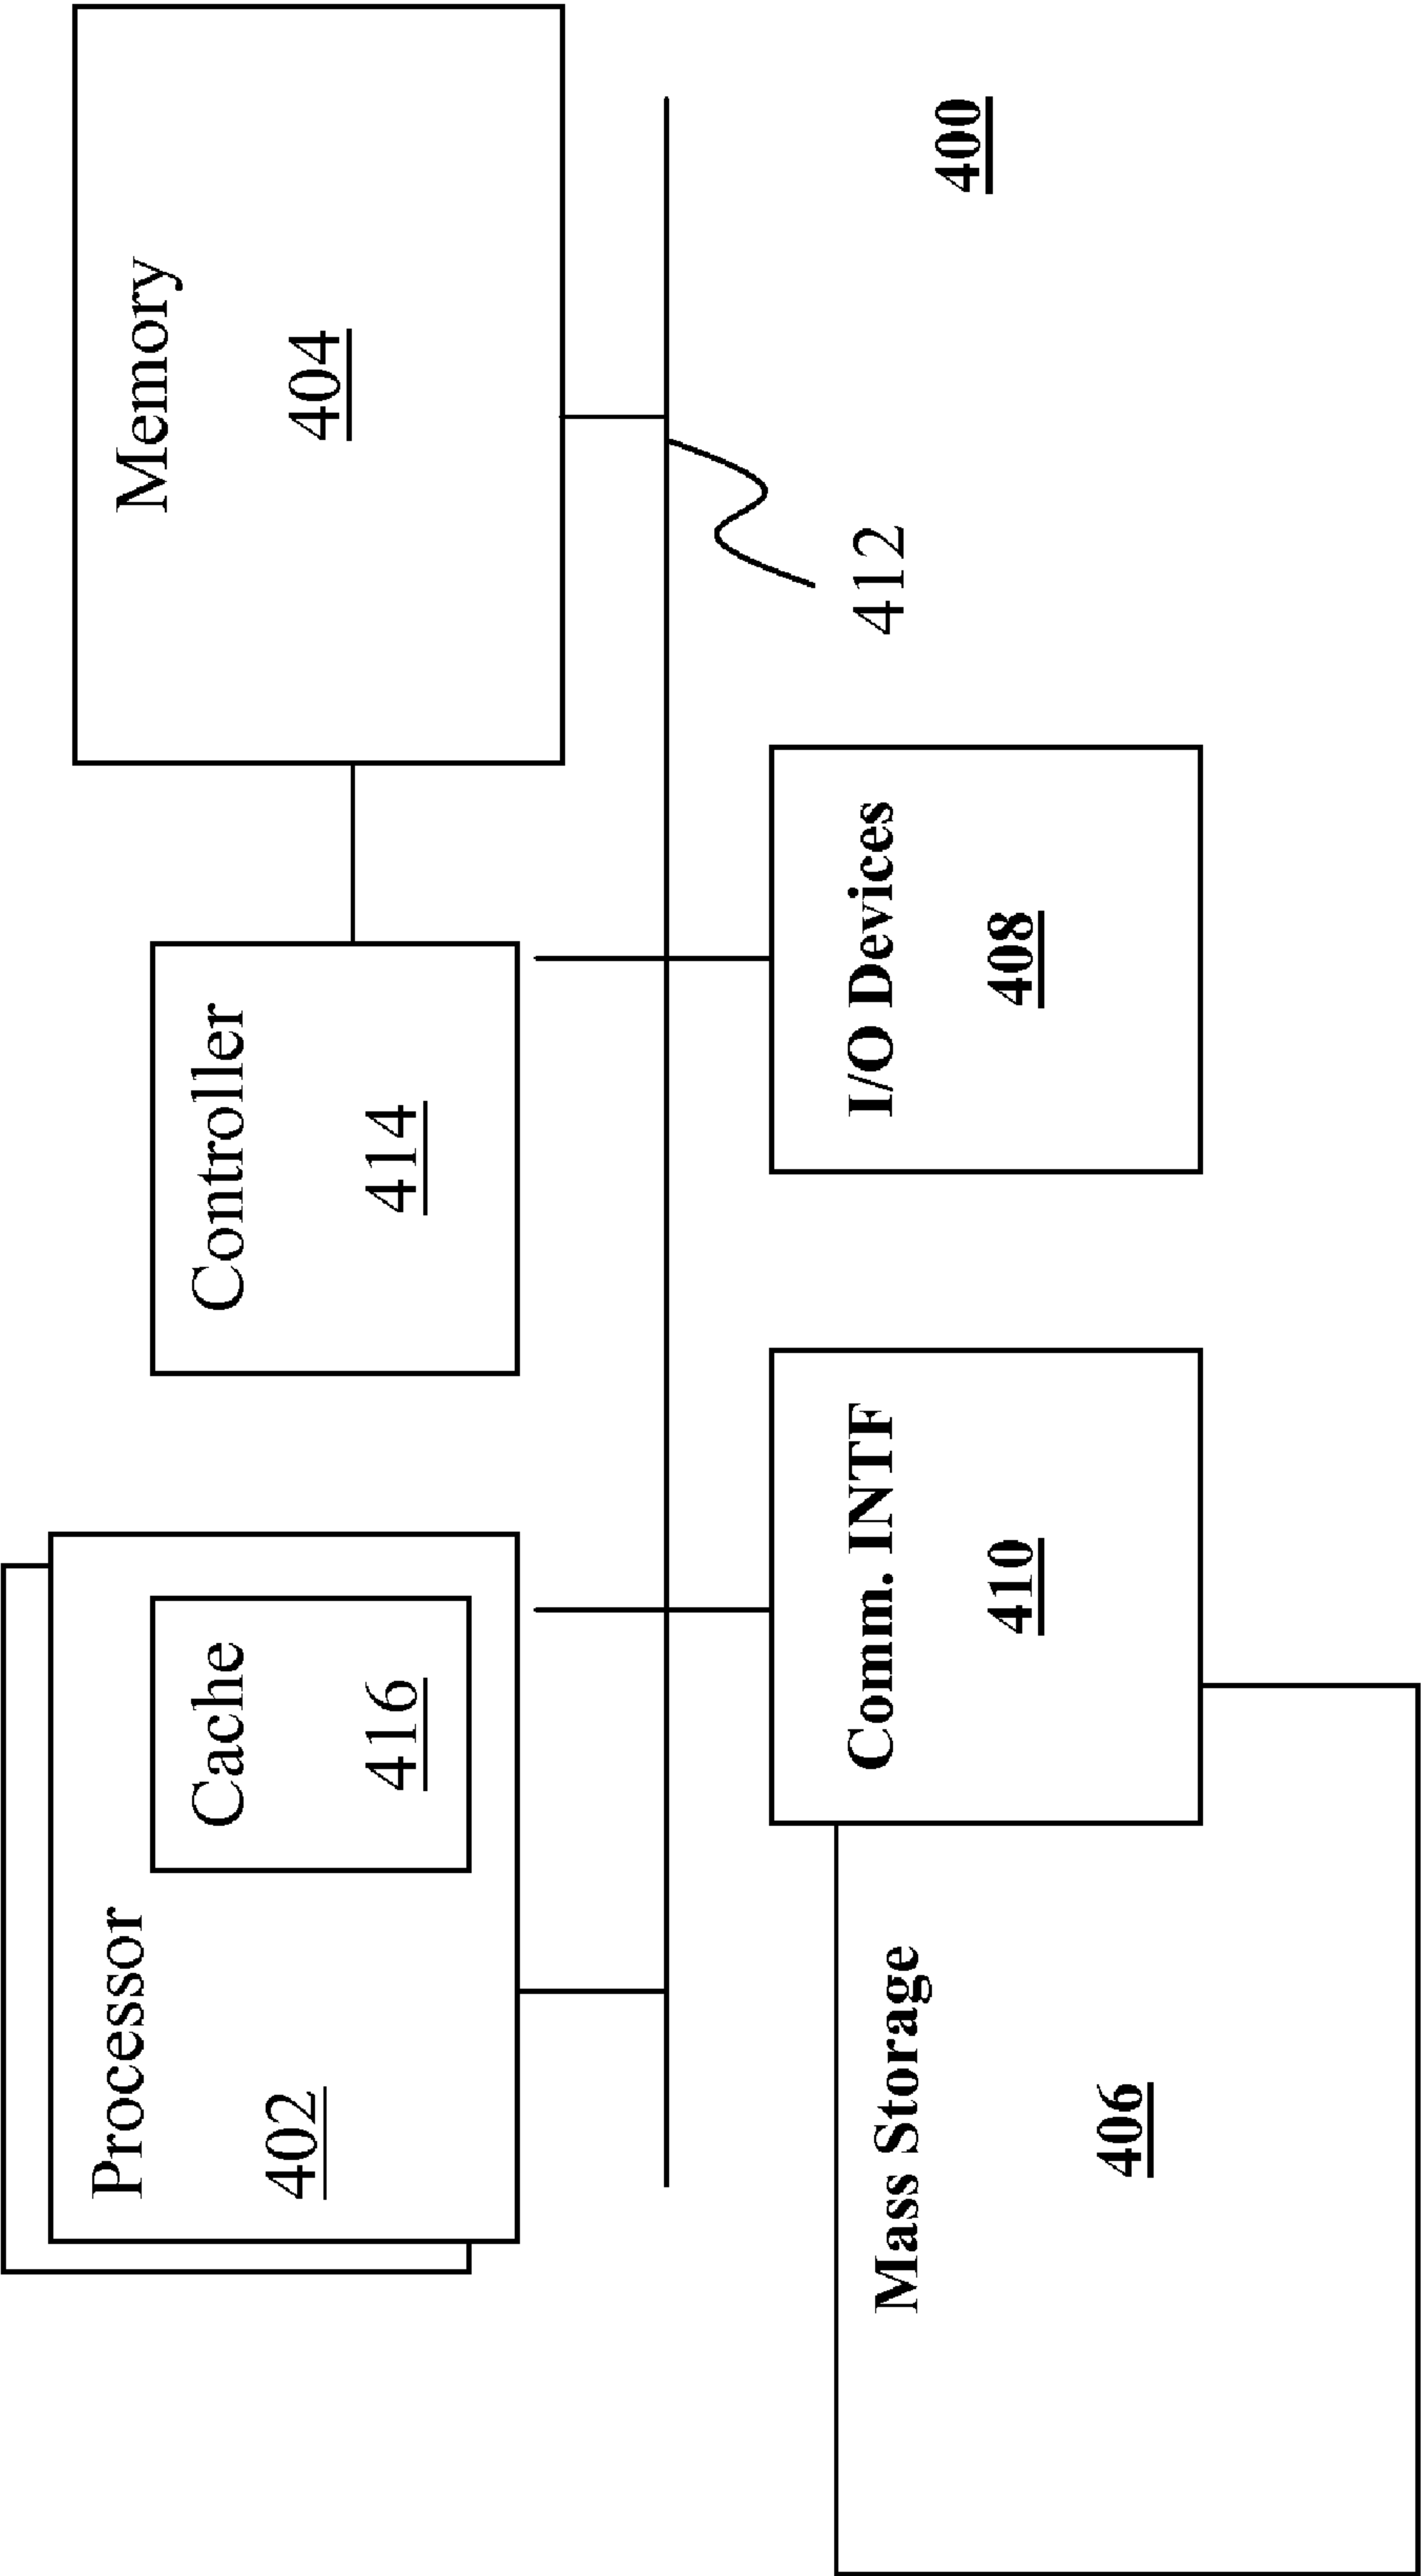 Processor
402
Cache
416
Controller
414
Memory
404
412
Mass Storage
406
Comm. INTF
410
I/O Devices
408
400